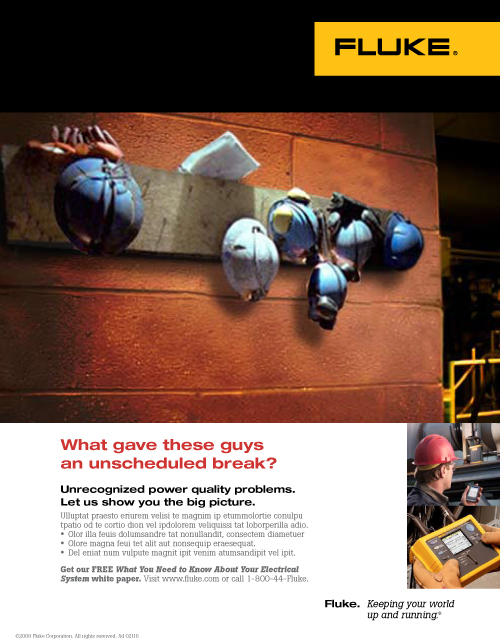 FLUKE®
What gave these guys
an unscheduled break?
Unrecognized power quality problems.
Let us show you the big picture.
Ulluptat praesto enurem velisi te magnim ip etummolortie conulpu
tpatio od te cortio dion vel ipdolorem veliquissi tat loborperilla adio.
• Olor illa feuis dolumsandre tat nonullandit, consectem diametuer
• Olore magna feui tet alit aut nonsequip eraesequat.
• Del eniat num vulpute magnit ipit venim atumsandipit vel ipit.
Get our FREE What You Need to Know About Your Electrical
System white paper. Visit www.fluke.com or call 1-800-44-Fluke.
Fluke. Keeping your world
up and running.®
Fluke Corporation. All rights reserved.